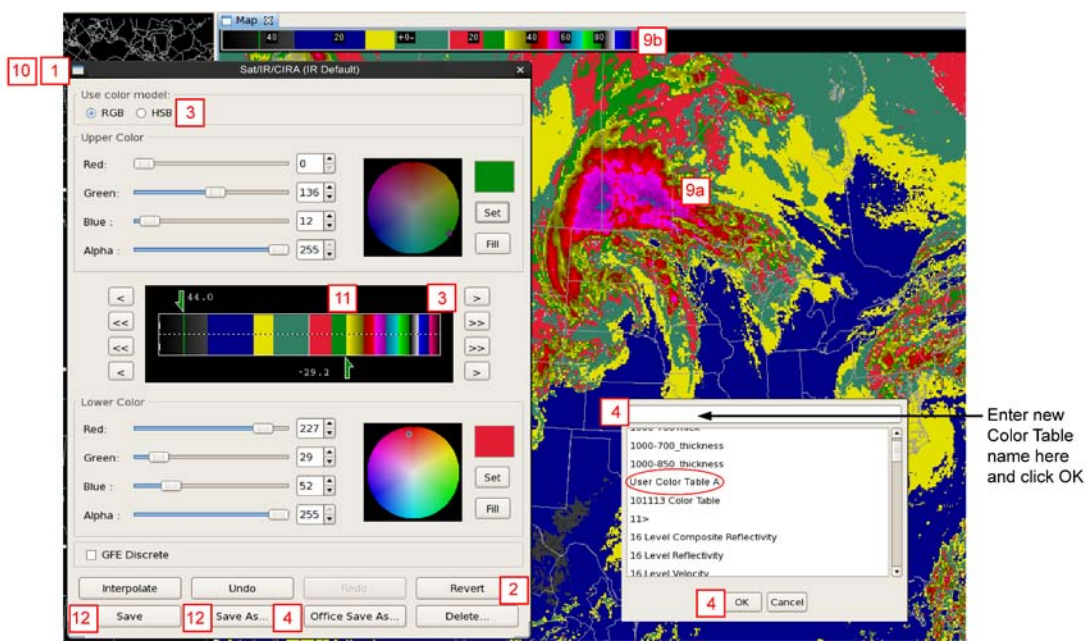 Map
40 20 +0- 20 40 60 80
9b
10 1
Sat/IR/CIRA (IR Default)
Use color model:
RGB HSB 3
Upper Color
Red: 0
Green: 136
Blue : 12
Alpha : 255
Set
Fill
9a
< 44.0 11 3 >
<< >>
<< >>
< -29.2 >
Lower Color
Red: 227
Green: 29
Blue : 52
Alpha : 255
Set
Fill
GFE Discrete
Interpolate Undo Redo Revert 2
12 Save 12 Save As... 4 Office Save As... Delete...
4
1000-700_thickness
1000-850_thickness
User Color Table A
101113 Color Table
11>
16 Level Composite Reflectivity
16 Level Reflectivity
16 Level Velocity
4 OK Cancel
Enter new
Color Table
name here
and click OK